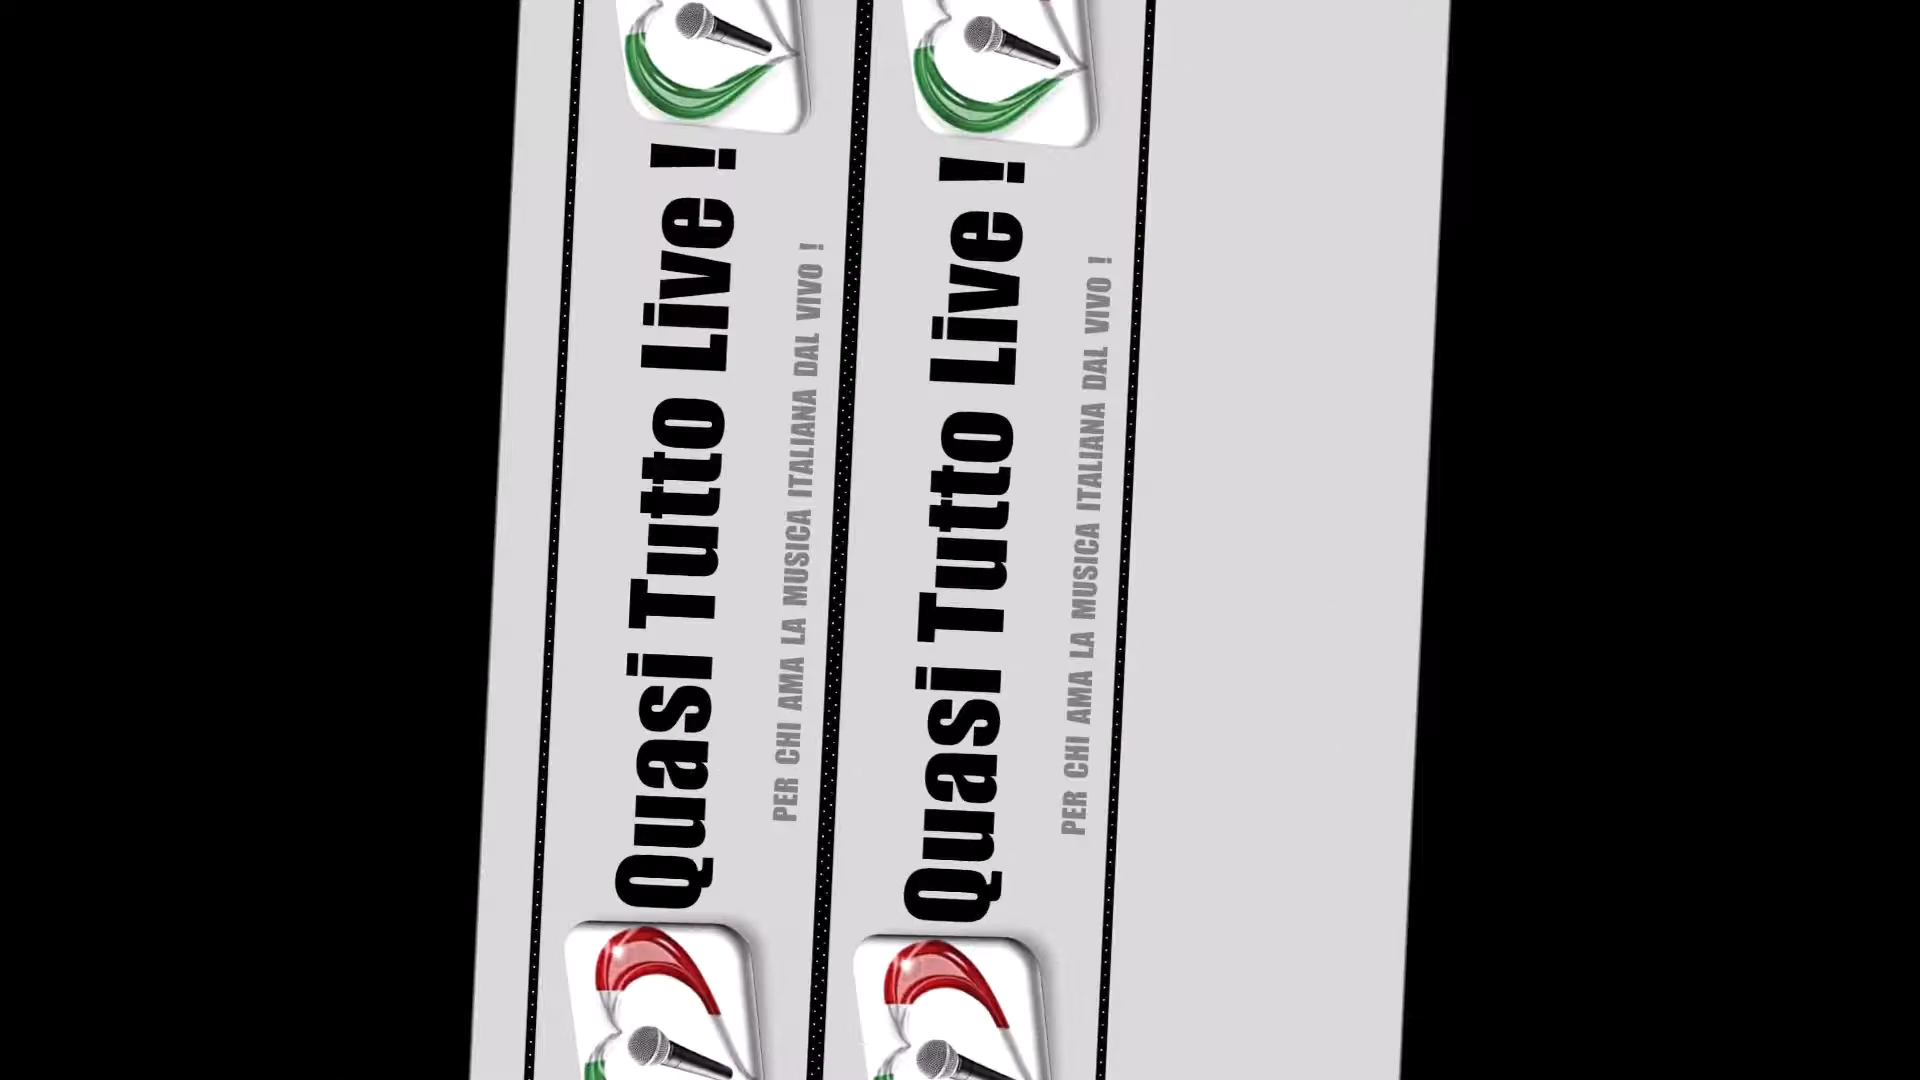 Quasi Tutto Live !
PER CHI AMA LA MUSICA ITALIANA DAL VIVO !
Quasi Tutto Live !
PER CHI AMA LA MUSICA ITALIANA DAL VIVO !